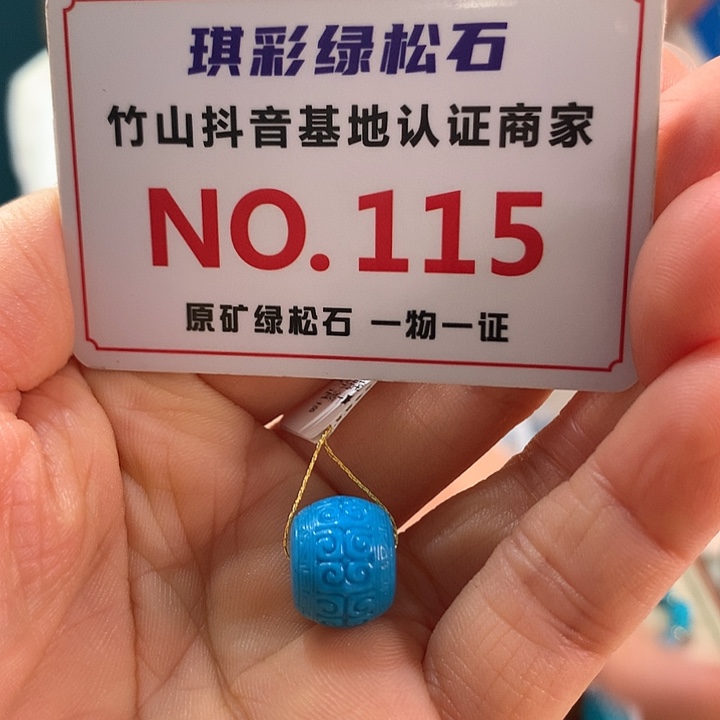 琪彩绿松石
竹山抖音基地认证商家
NO.115
原矿绿松石 一物一证